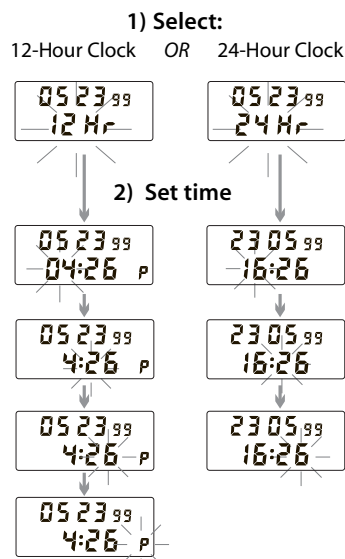 1) Select:
12-Hour Clock OR 24-Hour Clock
05 23 99 05 23 99
12 Hr 24 Hr
2) Set time
05 23 99 23 05 99
04:26 P 16:26
05 23 99 23 05 99
4:26 P 16:26
05 23 99 23 05 99
4:26 P 16:26
05 23 99
4:26 P